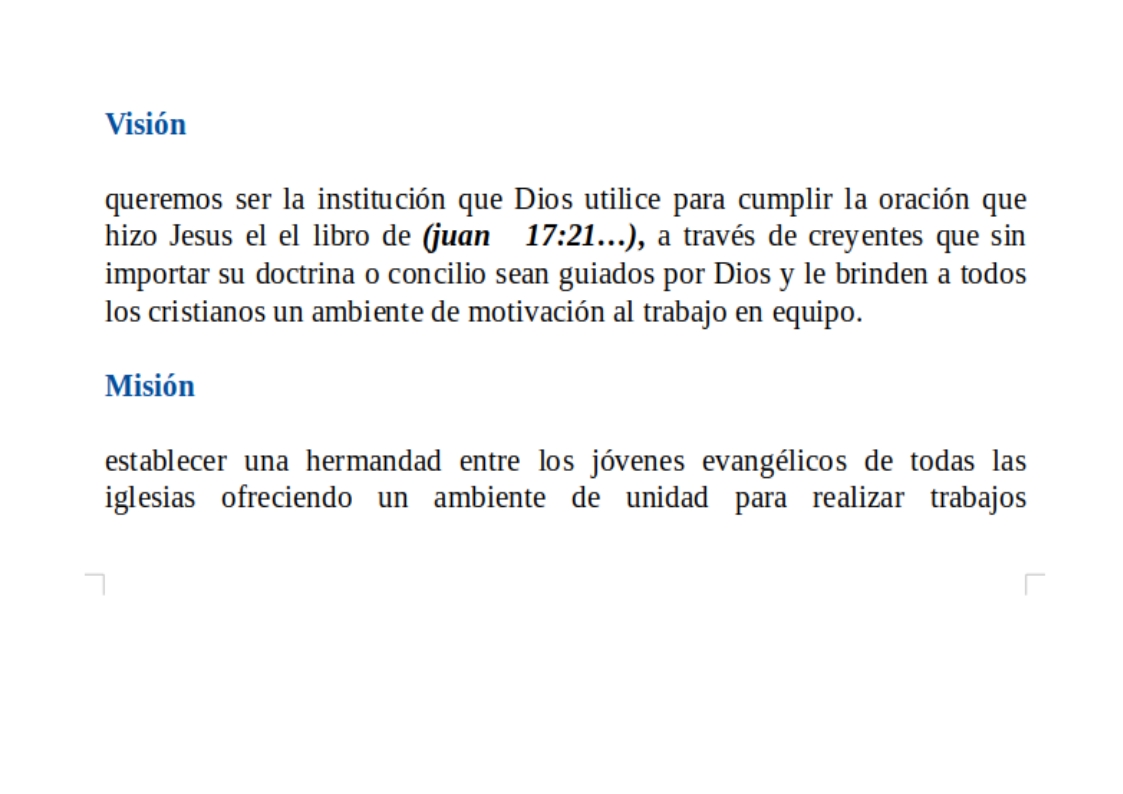 Visión
queremos ser la institución que Dios utilice para cumplir la oración que
hizo Jesus el el libro de (juan 17:21…), a través de creyentes que sin
importar su doctrina o concilio sean guiados por Dios y le brinden a todos
los cristianos un ambiente de motivación al trabajo en equipo.
Misión
establecer una hermandad entre los jóvenes evangélicos de todas las
iglesias ofreciendo un ambiente de unidad para realizar trabajos